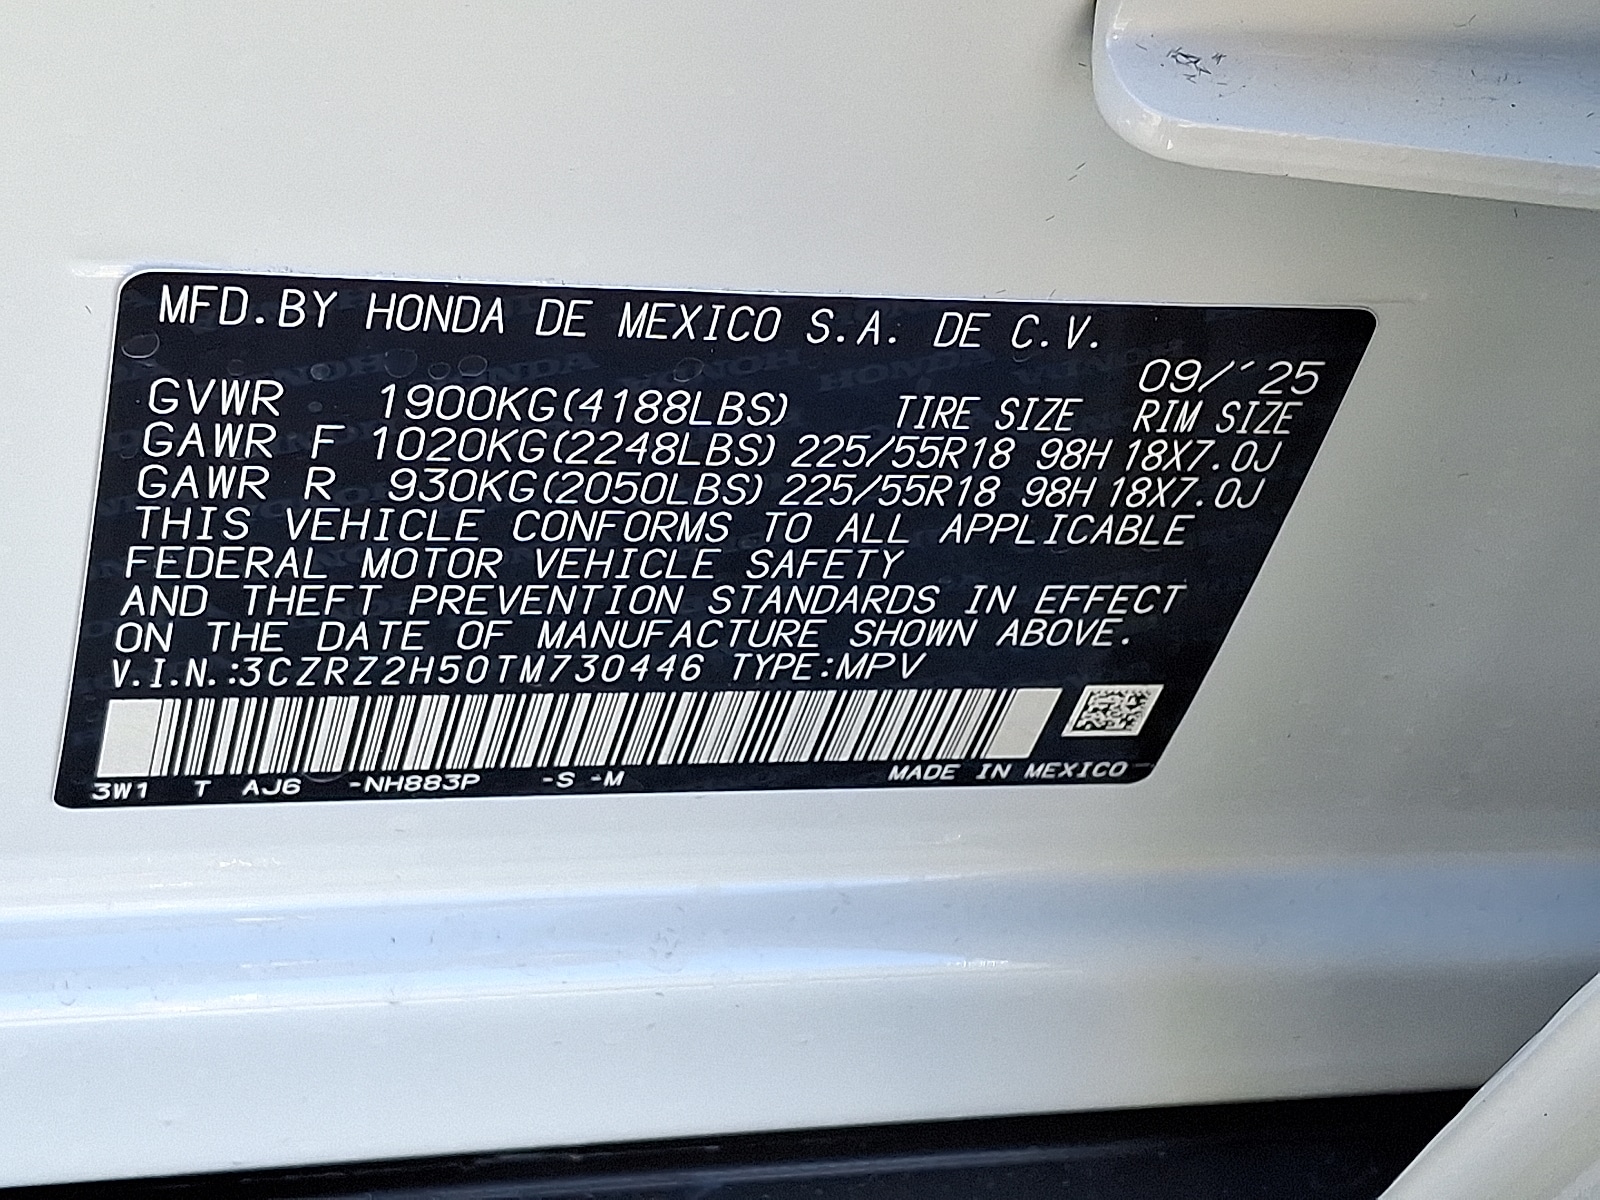 MFD.BY HONDA DE MEXICO S.A. DE C.V.
09/´25
GVWR 1900KG(4188LBS) TIRE SIZE RIM SIZE
GAWR F 1020KG(2248LBS) 225/55R18 98H 18X7.0J
GAWR R 930KG(2050LBS) 225/55R18 98H 18X7.0J
THIS VEHICLE CONFORMS TO ALL APPLICABLE
FEDERAL MOTOR VEHICLE SAFETY
AND THEFT PREVENTION STANDARDS IN EFFECT
ON THE DATE OF MANUFACTURE SHOWN ABOVE.
V.I.N.:3CZRZ2H50TM730446 TYPE:MPV
3W1 T AJ6 -NH883P -S -M MADE IN MEXICO